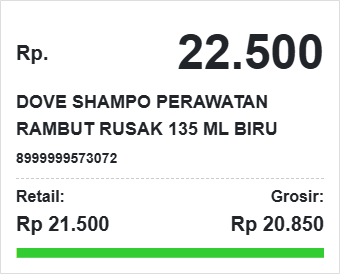 Rp. 22.500
DOVE SHAMPO PERAWATAN
RAMBUT RUSAK 135 ML BIRU
8999999573072
Retail: Grosir:
Rp 21.500 Rp 20.850